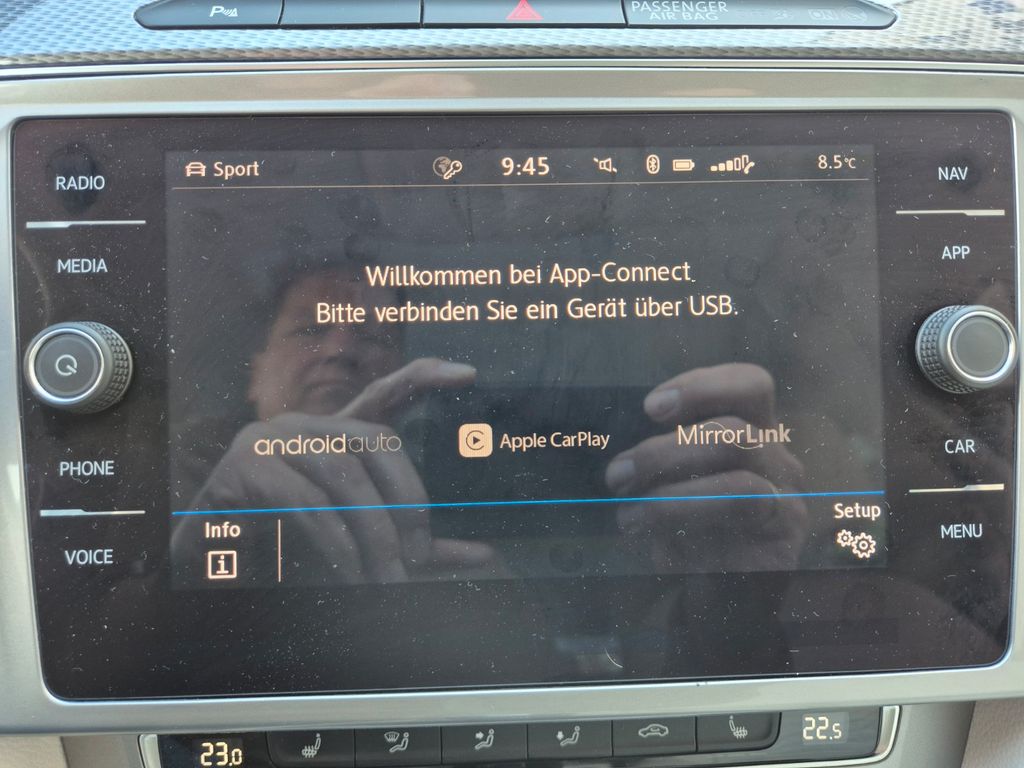 PASSENGER
AIR BAG
RADIO
MEDIA
PHONE
VOICE
Sport
9:45
8.5°C
Willkommen bei App-Connect
Bitte verbinden Sie ein Gerät über USB.
androidauto
Apple CarPlay
MirrorLink
Info
Setup
NAV
APP
CAR
MENU
23.0
22.5